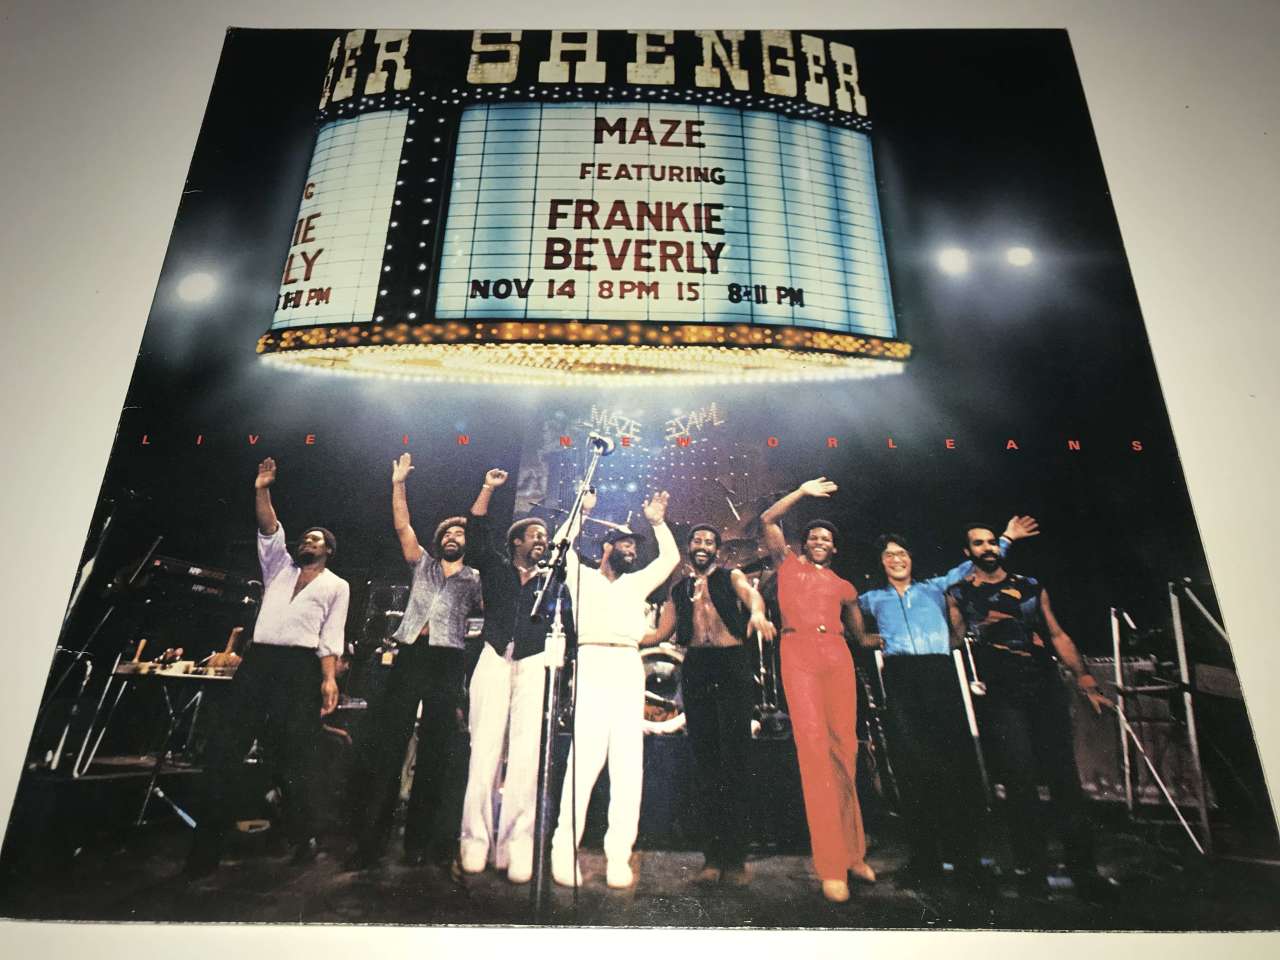 ER SHENGER
MAZE
FEATURING
FRANKIE
BEVERLY
NOV 14 8PM 15 8&11 PM
G
IE
LY
11 PM
MAZE MAZE
LIVE IN NEW ORLEANS